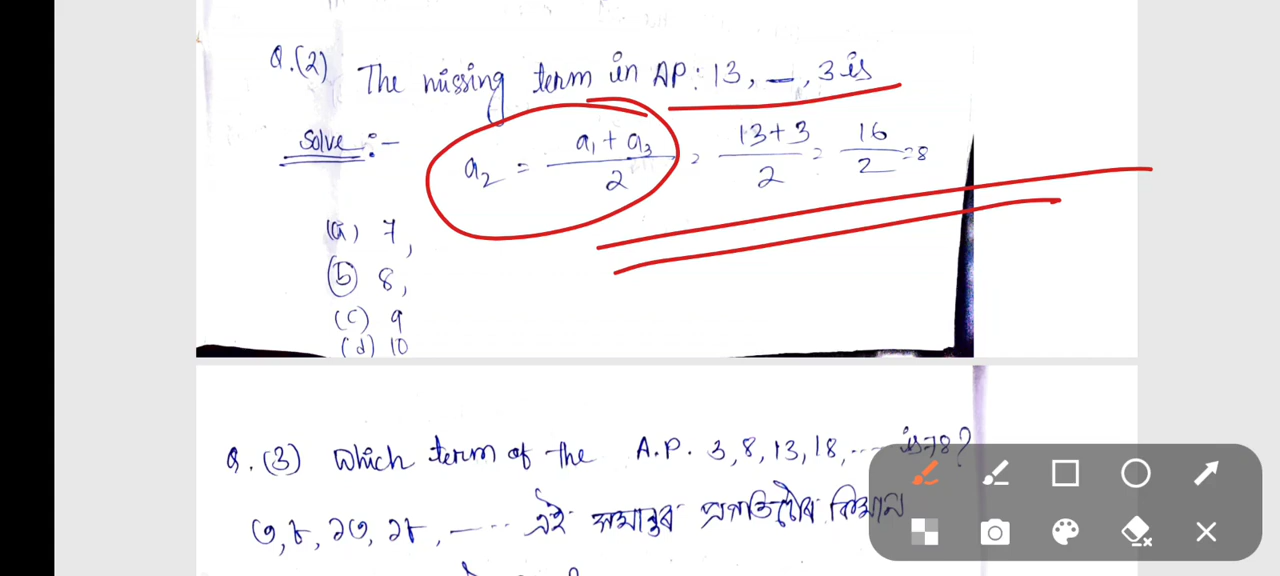 Q.(2) The missing term in AP: 13, —, 3 is
Solve :-
a₂ = a₁ + a₃ / 2 = 13+3 / 2 = 16 / 2 = 8
(a) 7,
(b) 8,
(c) 9
(d) 10
Q. (3) Which term of the A.P. 3, 8, 13, 18, .... is 78?
৩, ৮, ১৩, ১৮, —... এই সমান্তৰ প্ৰগতিটোৰ কিমান